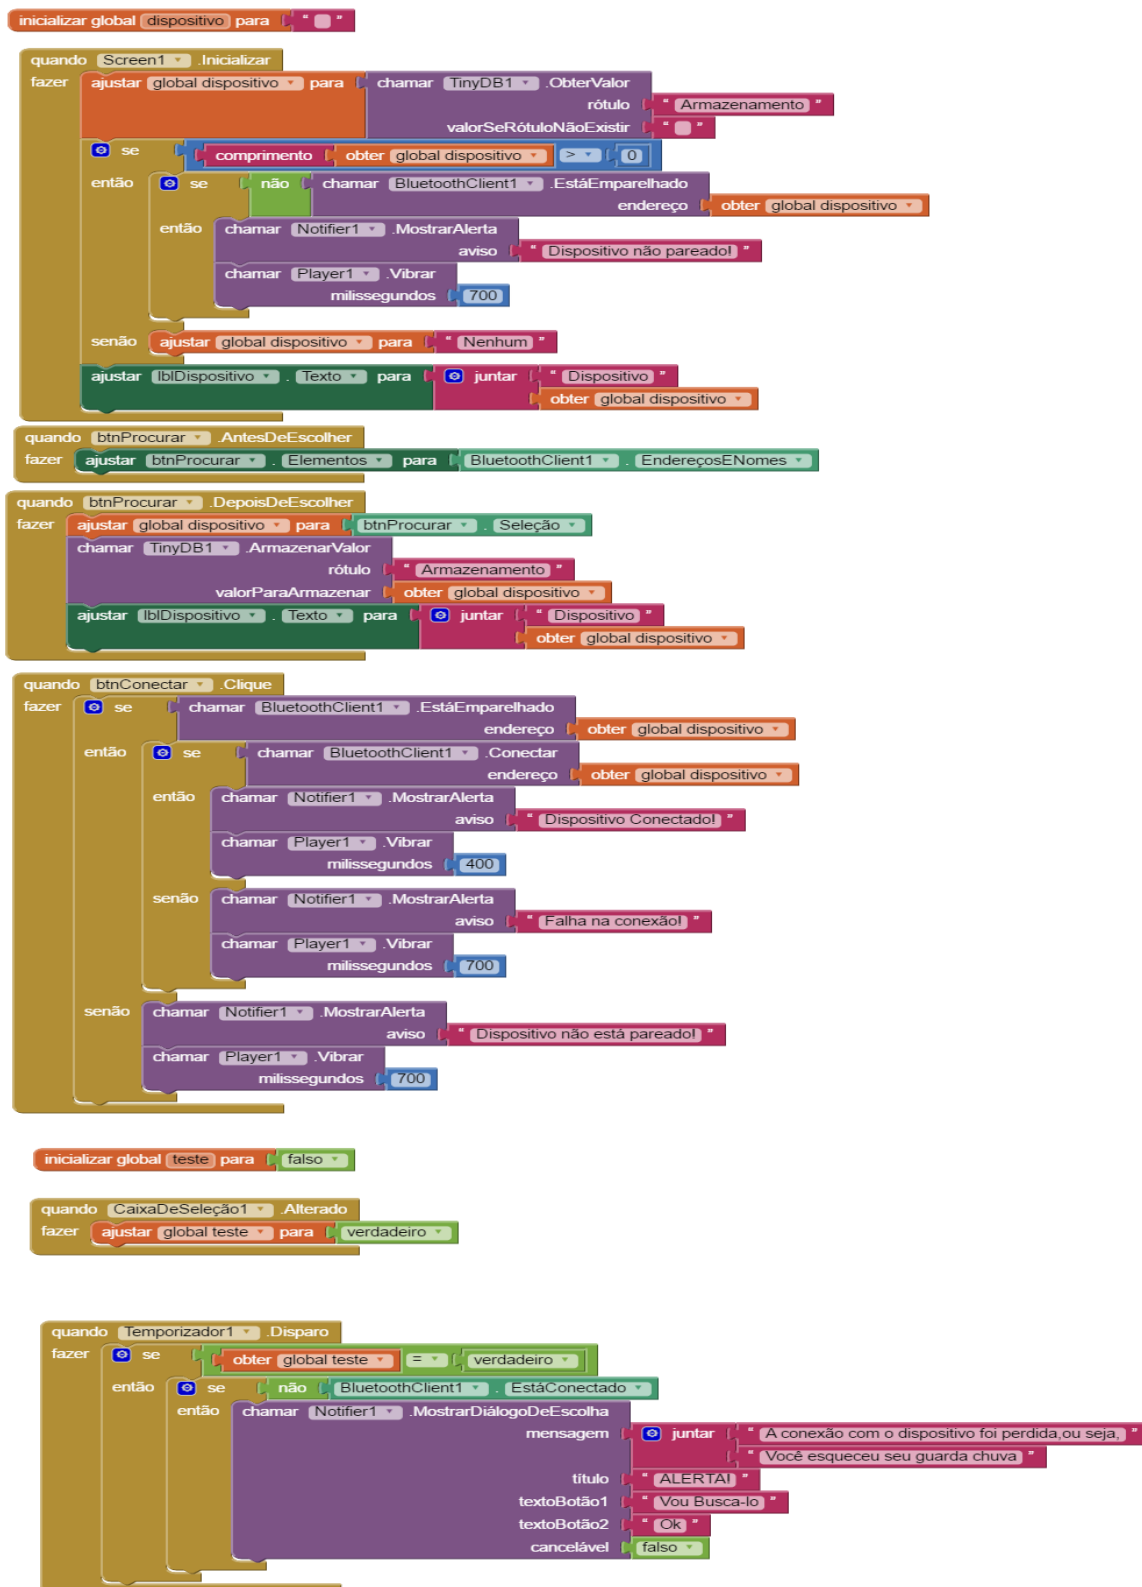 inicializar global dispositivo para " "
quando Screen1 .Inicializar
fazer ajustar global dispositivo para chamar TinyDB1 .ObterValor
rótulo " Armazenamento "
valorSeRótuloNãoExistir " "
se comprimento obter global dispositivo > 0
então se não chamar BluetoothClient1 .EstáEmparelhado
endereço obter global dispositivo
então chamar Notifier1 .MostrarAlerta
aviso " Dispositivo não pareado! "
chamar Player1 .Vibrar
milissegundos 700
senão ajustar global dispositivo para " Nenhum "
ajustar lblDispositivo . Texto para juntar " Dispositivo "
obter global dispositivo
quando btnProcurar .AntesDeEscolher
fazer ajustar btnProcurar . Elementos para BluetoothClient1 . EndereçosENomes
quando btnProcurar .DepoisDeEscolher
fazer ajustar global dispositivo para btnProcurar . Seleção
chamar TinyDB1 .ArmazenarValor
rótulo " Armazenamento "
valorParaArmazenar obter global dispositivo
ajustar lblDispositivo . Texto para juntar " Dispositivo "
obter global dispositivo
quando btnConectar .Clique
fazer se chamar BluetoothClient1 .EstáEmparelhado
endereço obter global dispositivo
então se chamar BluetoothClient1 .Conectar
endereço obter global dispositivo
então chamar Notifier1 .MostrarAlerta
aviso " Dispositivo Conectado! "
chamar Player1 .Vibrar
milissegundos 400
senão chamar Notifier1 .MostrarAlerta
aviso " Falha na conexão! "
chamar Player1 .Vibrar
milissegundos 700
senão chamar Notifier1 .MostrarAlerta
aviso " Dispositivo não está pareado! "
chamar Player1 .Vibrar
milissegundos 700
inicializar global teste para falso
quando CaixaDeSeleção1 .Alterado
fazer ajustar global teste para verdadeiro
quando Temporizador1 .Disparo
fazer se obter global teste = verdadeiro
então se não BluetoothClient1 . EstáConectado
então chamar Notifier1 .MostrarDiálogoDeEscolha
mensagem juntar " A conexão com o dispositivo foi perdida,ou seja, "
" Você esqueceu seu guarda chuva "
título " ALERTA! "
textoBotão1 " Vou Busca-lo "
textoBotão2 " Ok "
cancelável falso